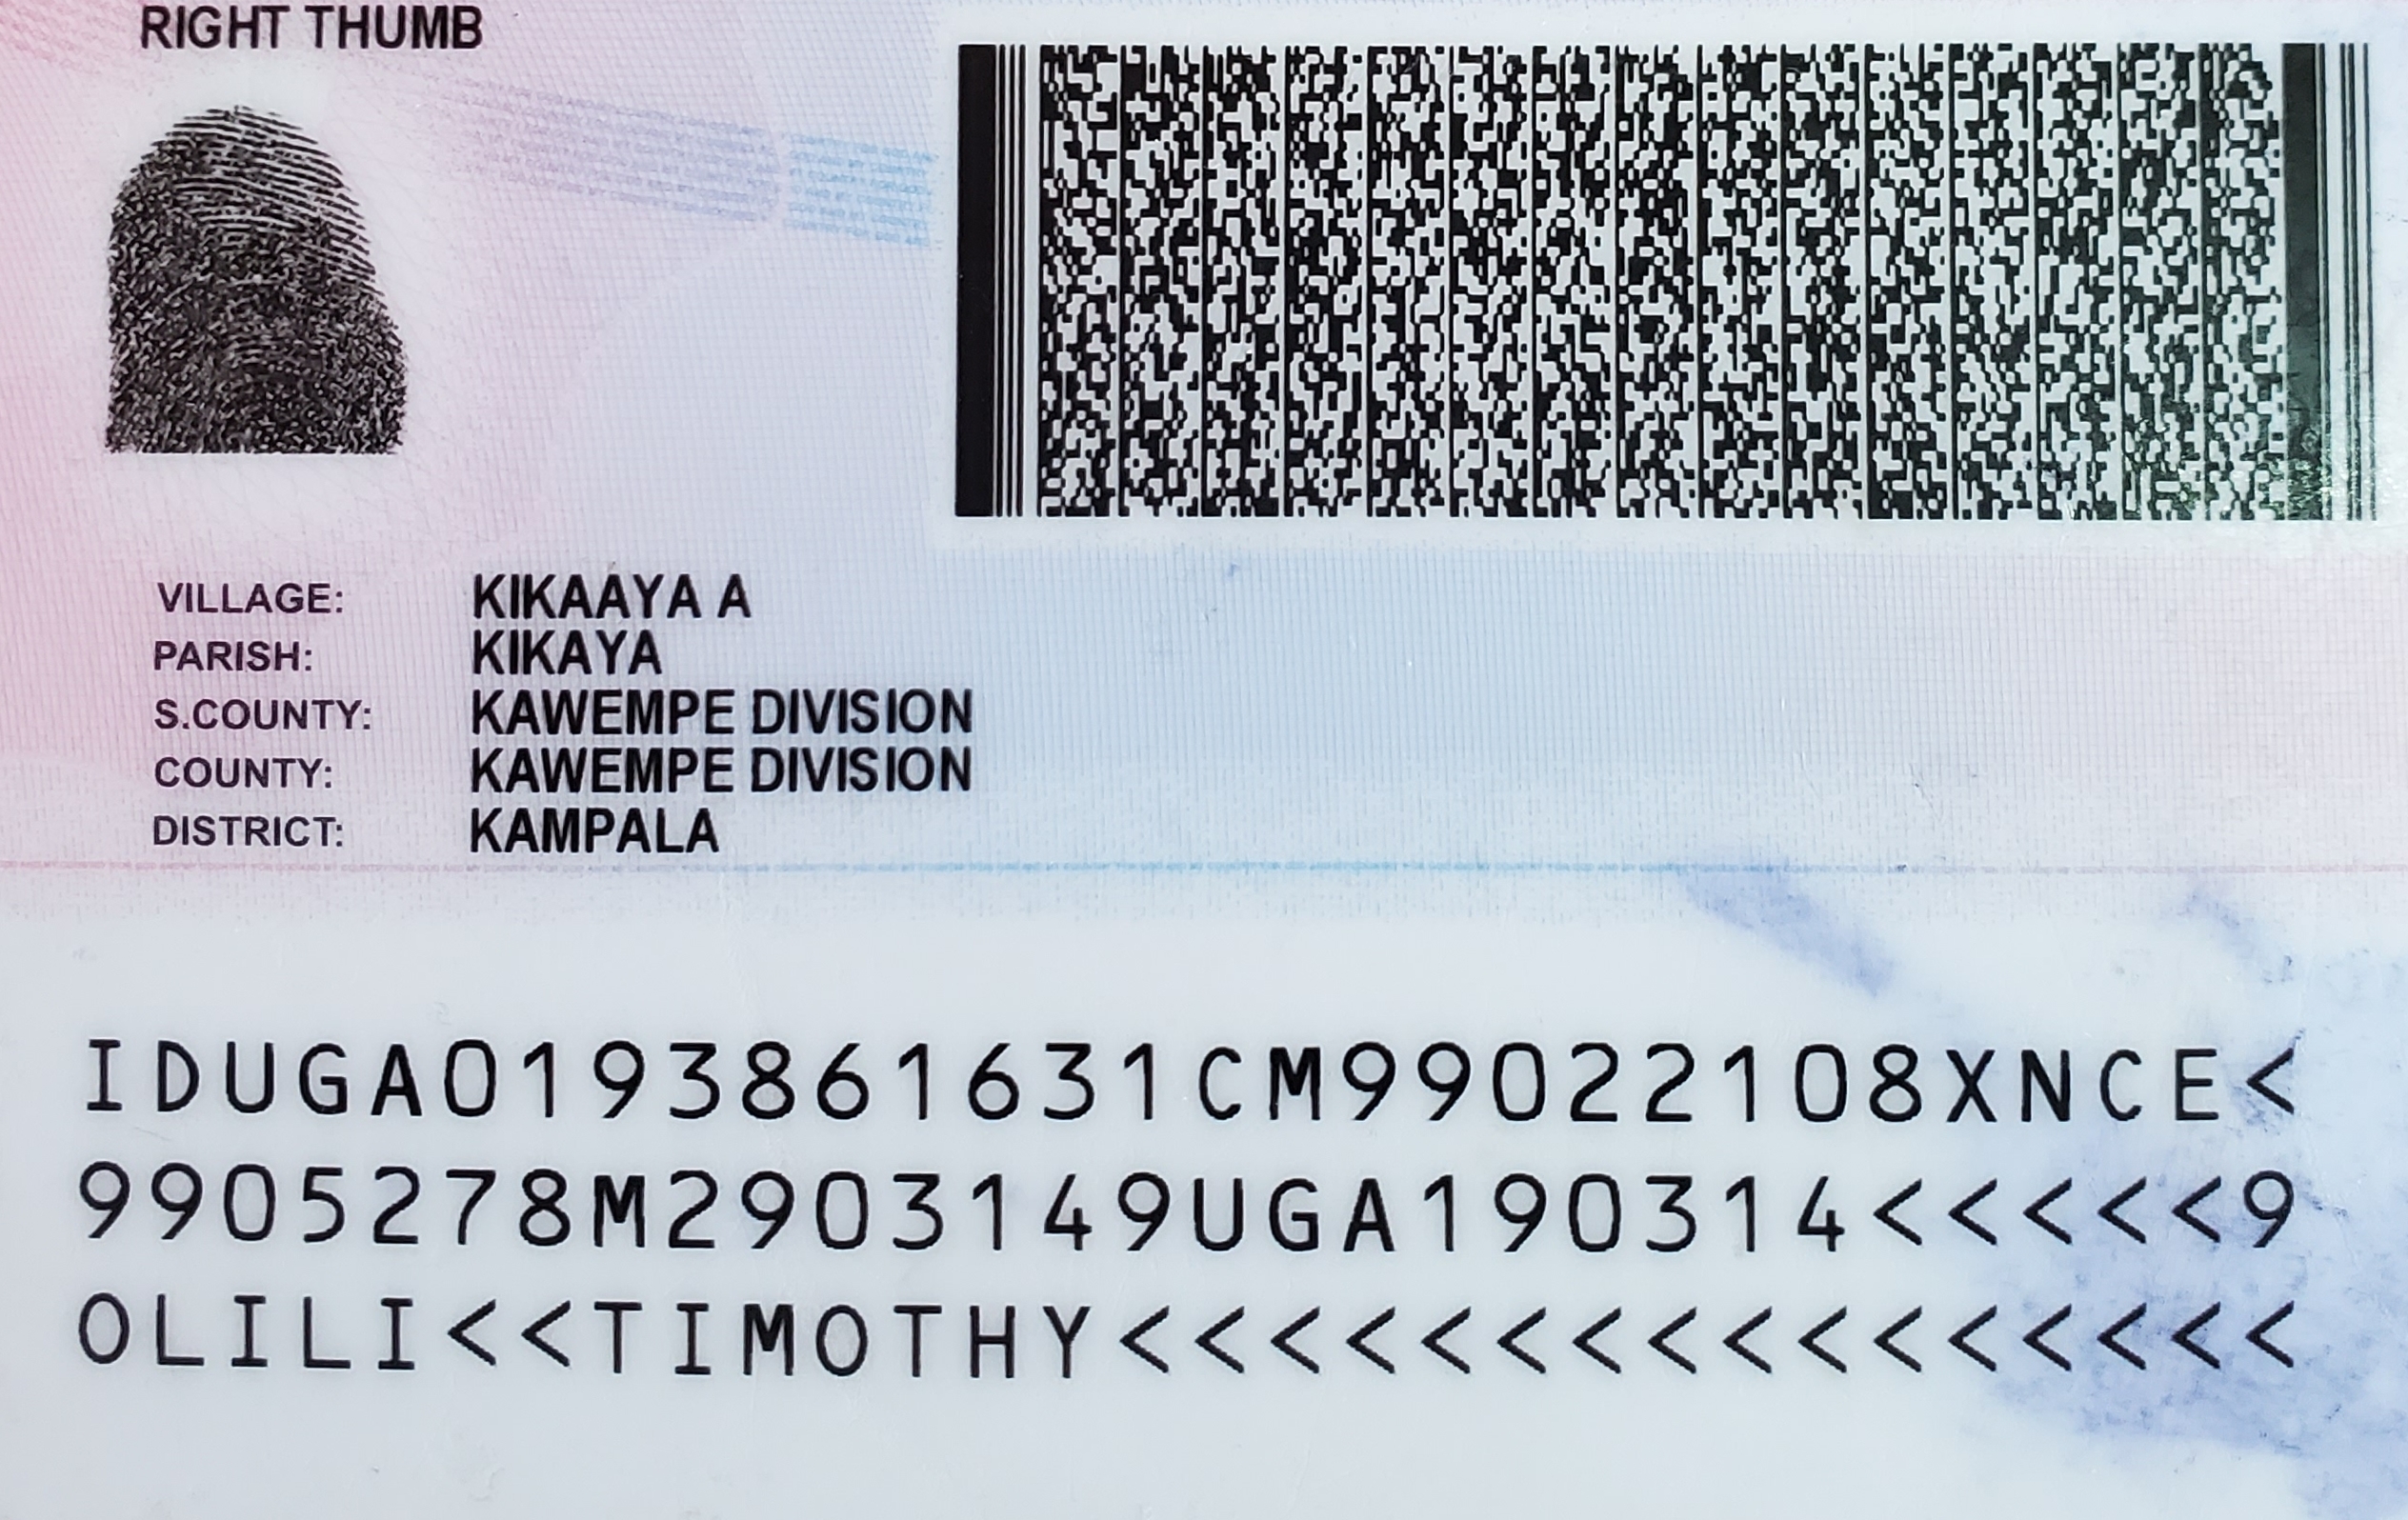 RIGHT THUMB
VILLAGE: KIKAAYA A
PARISH: KIKAYA
S.COUNTY: KAWEMPE DIVISION
COUNTY: KAWEMPE DIVISION
DISTRICT: KAMPALA
IDUGA0193861631CM99022108XNCE<
9905278M2903149UGA190314<<<<<9
OLILI<<TIMOTHY<<<<<<<<<<<<<<<<